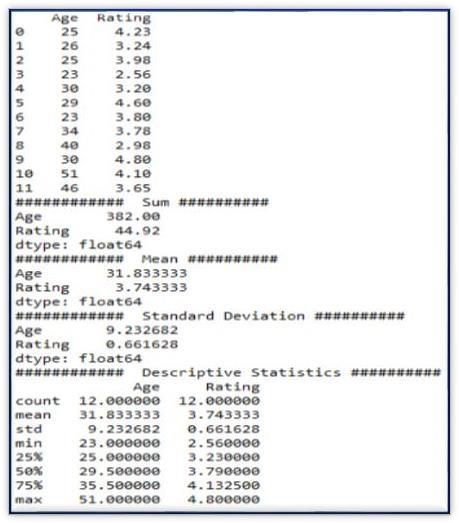 Age Rating
0 25 4.23
1 26 3.24
2 25 3.98
3 23 2.56
4 30 3.20
5 29 4.60
6 23 3.80
7 34 3.78
8 40 2.98
9 30 4.80
10 51 4.10
11 46 3.65
############ Sum ##########
Age 382.00
Rating 44.92
dtype: float64
############ Mean ##########
Age 31.833333
Rating 3.743333
dtype: float64
############ Standard Deviation ##########
Age 9.232682
Rating 0.661628
dtype: float64
############ Descriptive Statistics ##########
Age Rating
count 12.000000 12.000000
mean 31.833333 3.743333
std 9.232682 0.661628
min 23.000000 2.560000
25% 25.000000 3.230000
50% 29.500000 3.790000
75% 35.500000 4.132500
max 51.000000 4.800000